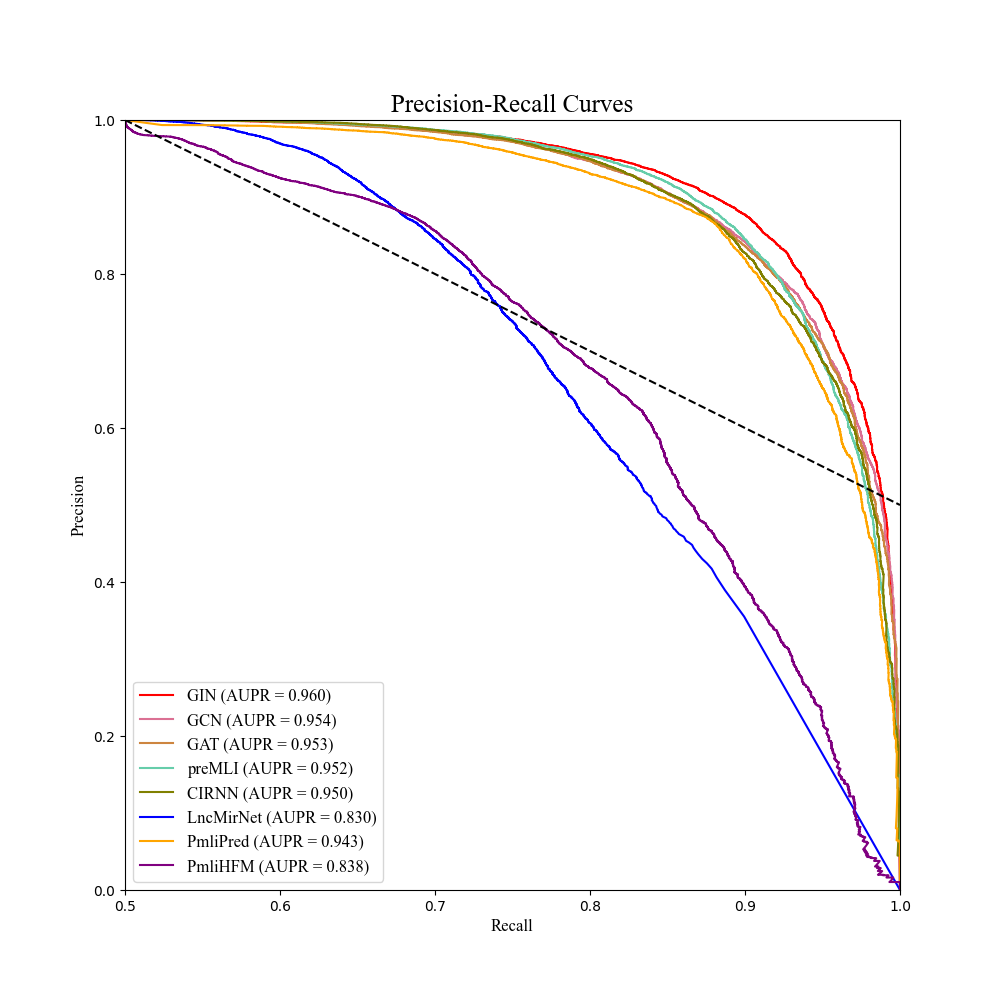 Precision-Recall Curves
1.0
0.8
0.6
0.4
0.2
0.0
Precision
GIN (AUPR = 0.960)
GCN (AUPR = 0.954)
GAT (AUPR = 0.953)
preMLI (AUPR = 0.952)
CIRNN (AUPR = 0.950)
LncMirNet (AUPR = 0.830)
PmliPred (AUPR = 0.943)
PmliHFM (AUPR = 0.838)
0.5 0.6 0.7 0.8 0.9 1.0
Recall